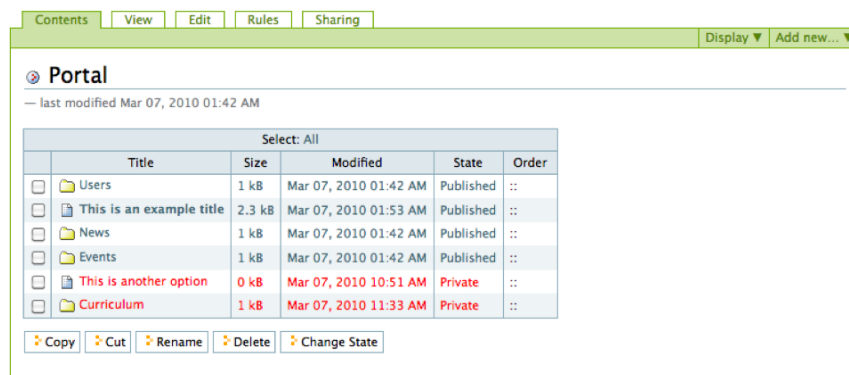 Contents View Edit Rules Sharing
Display ▼ Add new... ▼
Portal
— last modified Mar 07, 2010 01:42 AM
Select: All
Title Size Modified State Order
Users 1 kB Mar 07, 2010 01:42 AM Published ::
This is an example title 2.3 kB Mar 07, 2010 01:53 AM Published ::
News 1 kB Mar 07, 2010 01:42 AM Published ::
Events 1 kB Mar 07, 2010 01:42 AM Published ::
This is another option 0 kB Mar 07, 2010 10:51 AM Private ::
Curriculum 1 kB Mar 07, 2010 11:33 AM Private ::
Copy Cut Rename Delete Change State